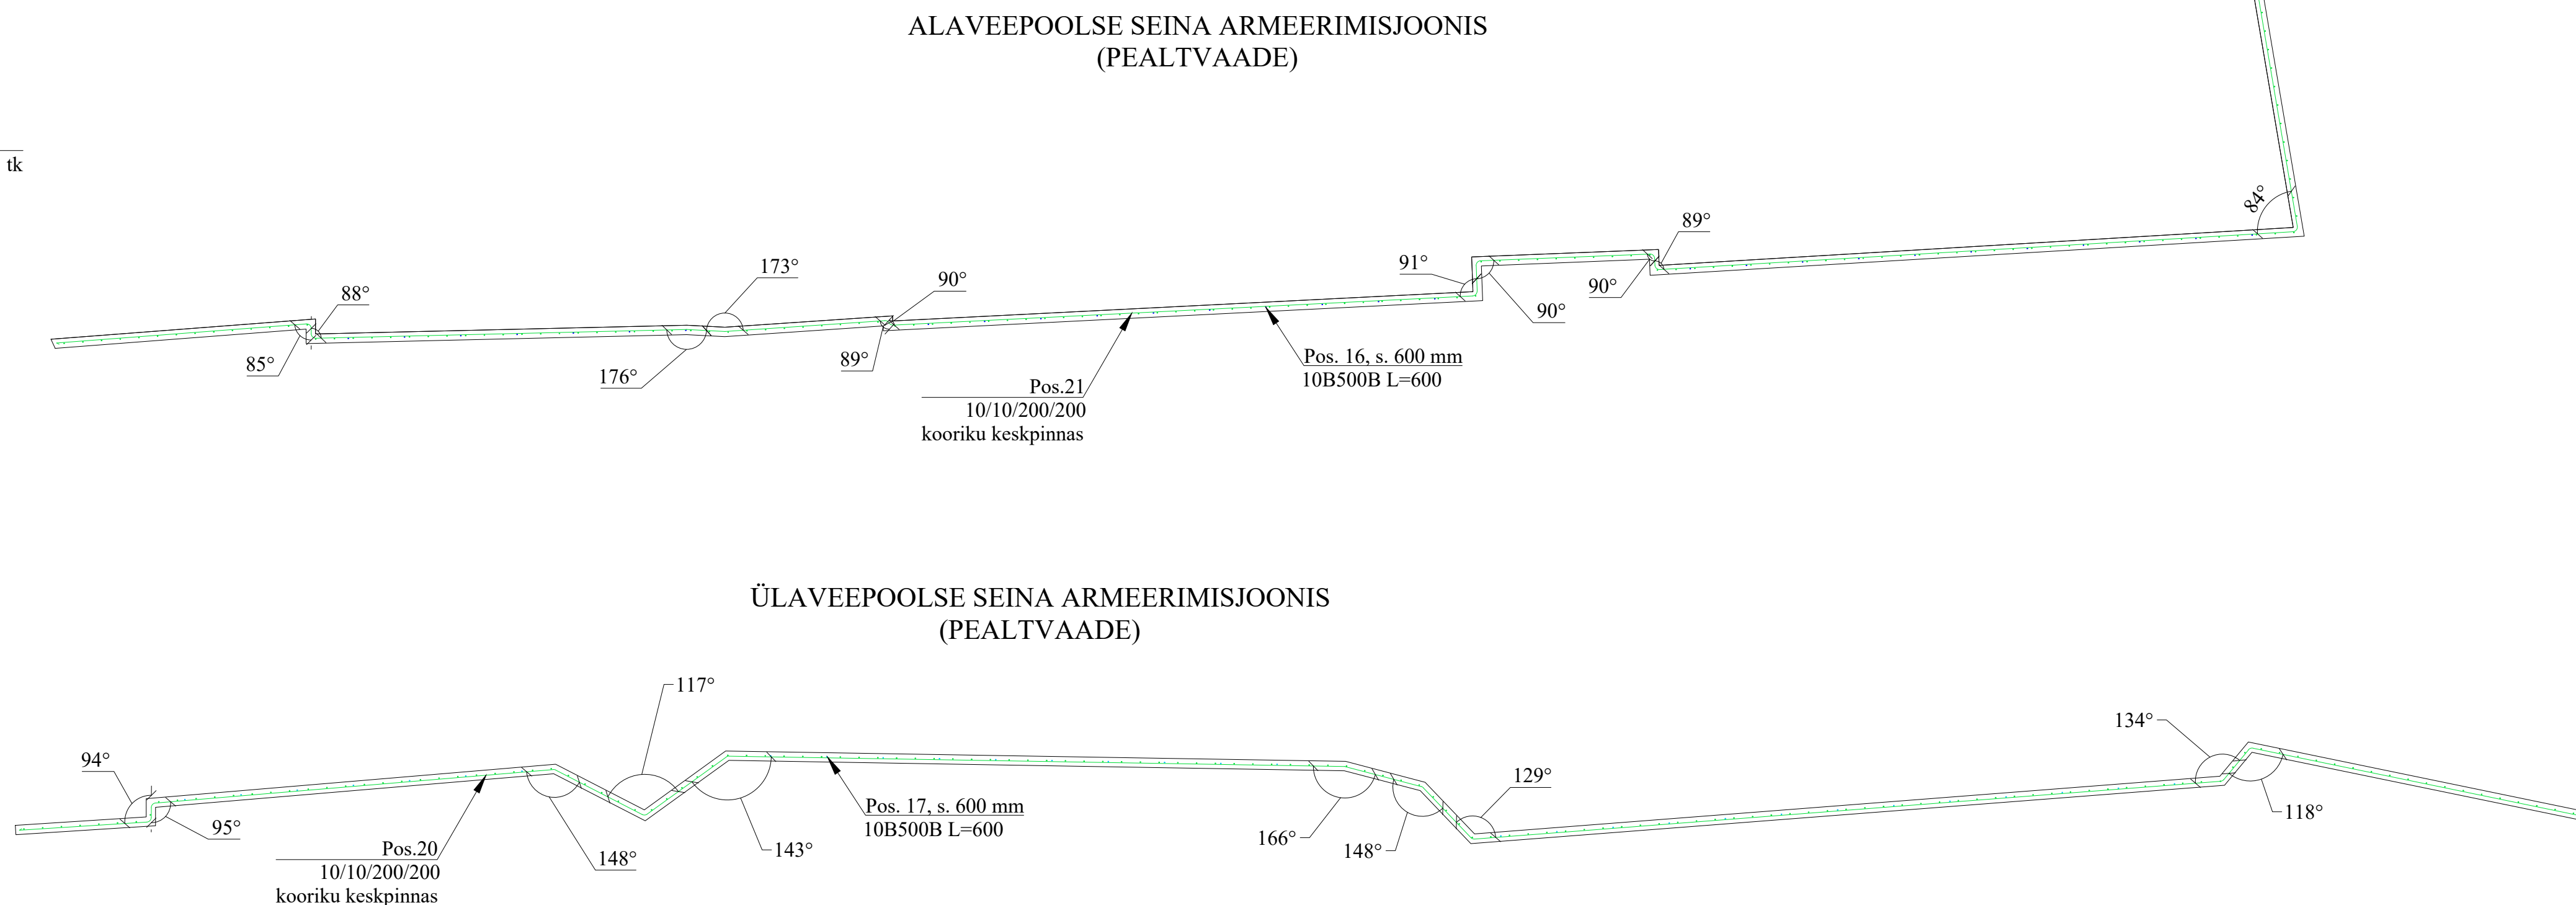 ALAVEEPOOLSE SEINA ARMEERIMISJOONIS
(PEALTVAADE)
tk
84°
89°
173°
91°
90°
90°
88°
90°
85°
89°
176°
Pos. 16, s. 600 mm
10B500B L=600
Pos.21
10/10/200/200
kooriku keskpinnas
ÜLAVEEPOOLSE SEINA ARMEERIMISJOONIS
(PEALTVAADE)
117°
134°
94°
129°
95°
Pos. 17, s. 600 mm
10B500B L=600
118°
166°
148°
143°
148°
Pos.20
10/10/200/200
kooriku keskpinnas